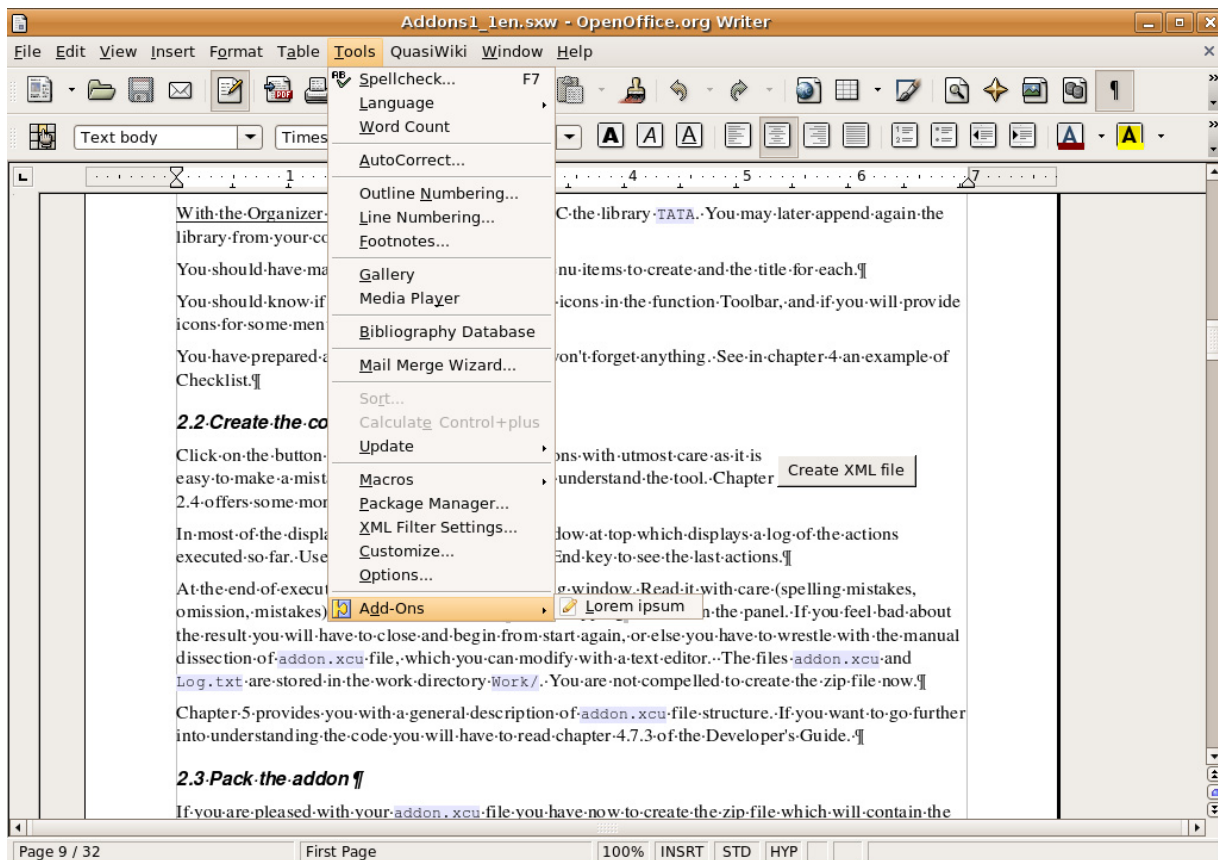 Addons1_1en.sxw - OpenOffice.org Writer
File Edit View Insert Format Table Tools QuasiWiki Window Help
Text body
Times
Spellcheck... F7
Language
Word Count
AutoCorrect...
Outline Numbering...
Line Numbering...
Footnotes...
Gallery
Media Player
Bibliography Database
Mail Merge Wizard...
Sort...
Calculate Control+plus
Update
Macros
Package Manager...
XML Filter Settings...
Customize...
Options...
Add-Ons
Lorem ipsum
1 4 5 6 7
With·the·Organizer· C·the·library·TATA.·You·may·later·append·again·the
library·from·your·co
You·should·have·ma nu·items·to·create·and·the·title·for·each.¶
You·should·know·if ·icons·in·the·function·Toolbar,·and·if·you·will·provide
icons·for·some·men
You·have·prepared·a von't·forget·anything.·See·in·chapter·4·an·example·of
Checklist.¶
2.2·Create·the·co
Click·on·the·button· ons·with·utmost·care·as·it·is
easy·to·make·a·mist ·understand·the·tool.·Chapter
Create XML file
2.4·offers·some·mor
In·most·of·the·displa dow·at·top·which·displays·a·log·of·the·actions
executed·so·far.·Use End·key·to·see·the·last·actions.¶
At·the·end·of·execut g·window.·Read·it·with·care·(spelling·mistakes,
omission,·mistakes) n·the·panel.·If·you·feel·bad·about
the·result·you·will·have·to·close·and·begin·from·start·again,·or·else·you·have·to·wrestle·with·the·manual
dissection·of·addon.xcu·file,·which·you·can·modify·with·a·text·editor.··The·files·addon.xcu·and
Log.txt·are·stored·in·the·work·directory·Work/.·You·are·not·compelled·to·create·the·zip·file·now.¶
Chapter·5·provides·you·with·a·general·description·of·addon.xcu·file·structure.·If·you·want·to·go·further
into·understanding·the·code·you·will·have·to·read·chapter·4.7.3·of·the·Developer's·Guide.·¶
2.3·Pack·the·addon·¶
If·you·are·pleased·with·your·addon.xcu·file·you·have·now·to·create·the·zip·file·which·will·contain·the
Page 9 / 32 First Page 100% INSRT STD HYP